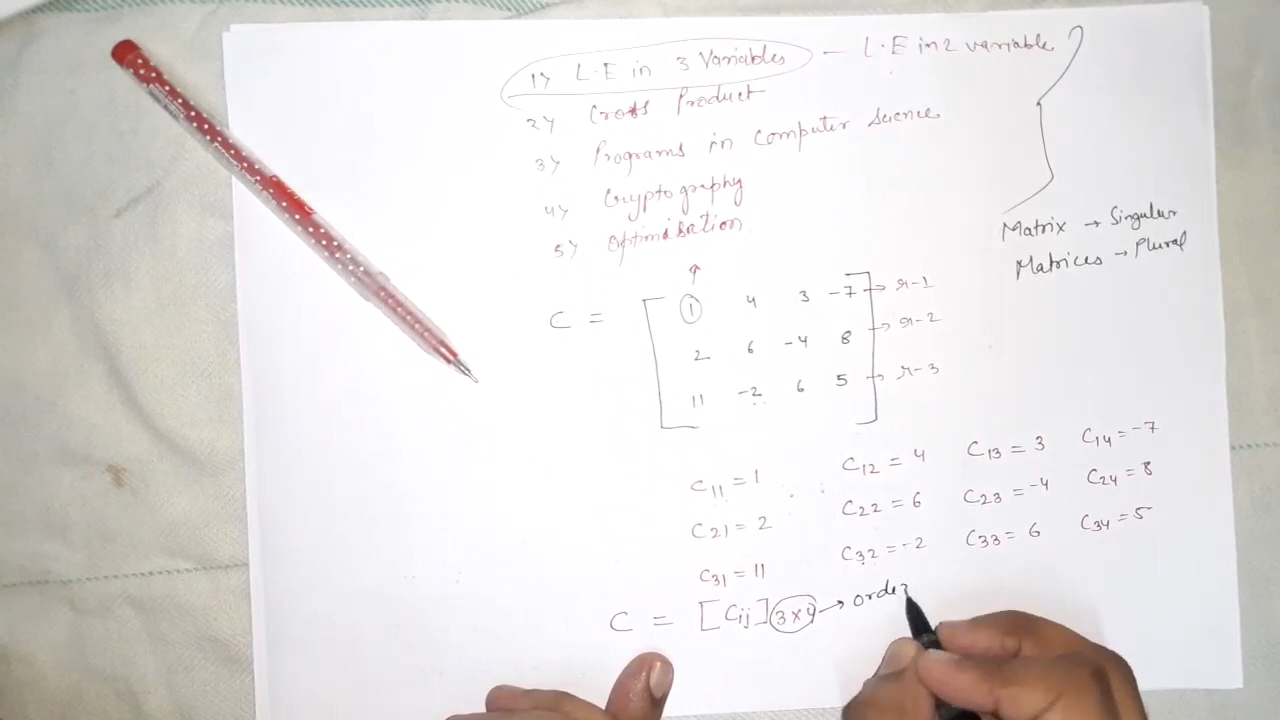 1) L.E in 3 Variables — L.E in 2 variable
2) Cross Product
3) Programs in Computer Science
4) Cryptography
5) Optimisation
Matrix → Singular
Matrices → Plural
C = [ 1 4 3 -7 ] → r-1
2 6 -4 8 → r-2
11 -2 6 5 → r-3
C11 = 1 C12 = 4 C13 = 3 C14 = -7
C21 = 2 C22 = 6 C23 = -4 C24 = 8
C31 = 11 C32 = -2 C33 = 6 C34 = 5
C = [Cij] 3×4 → order